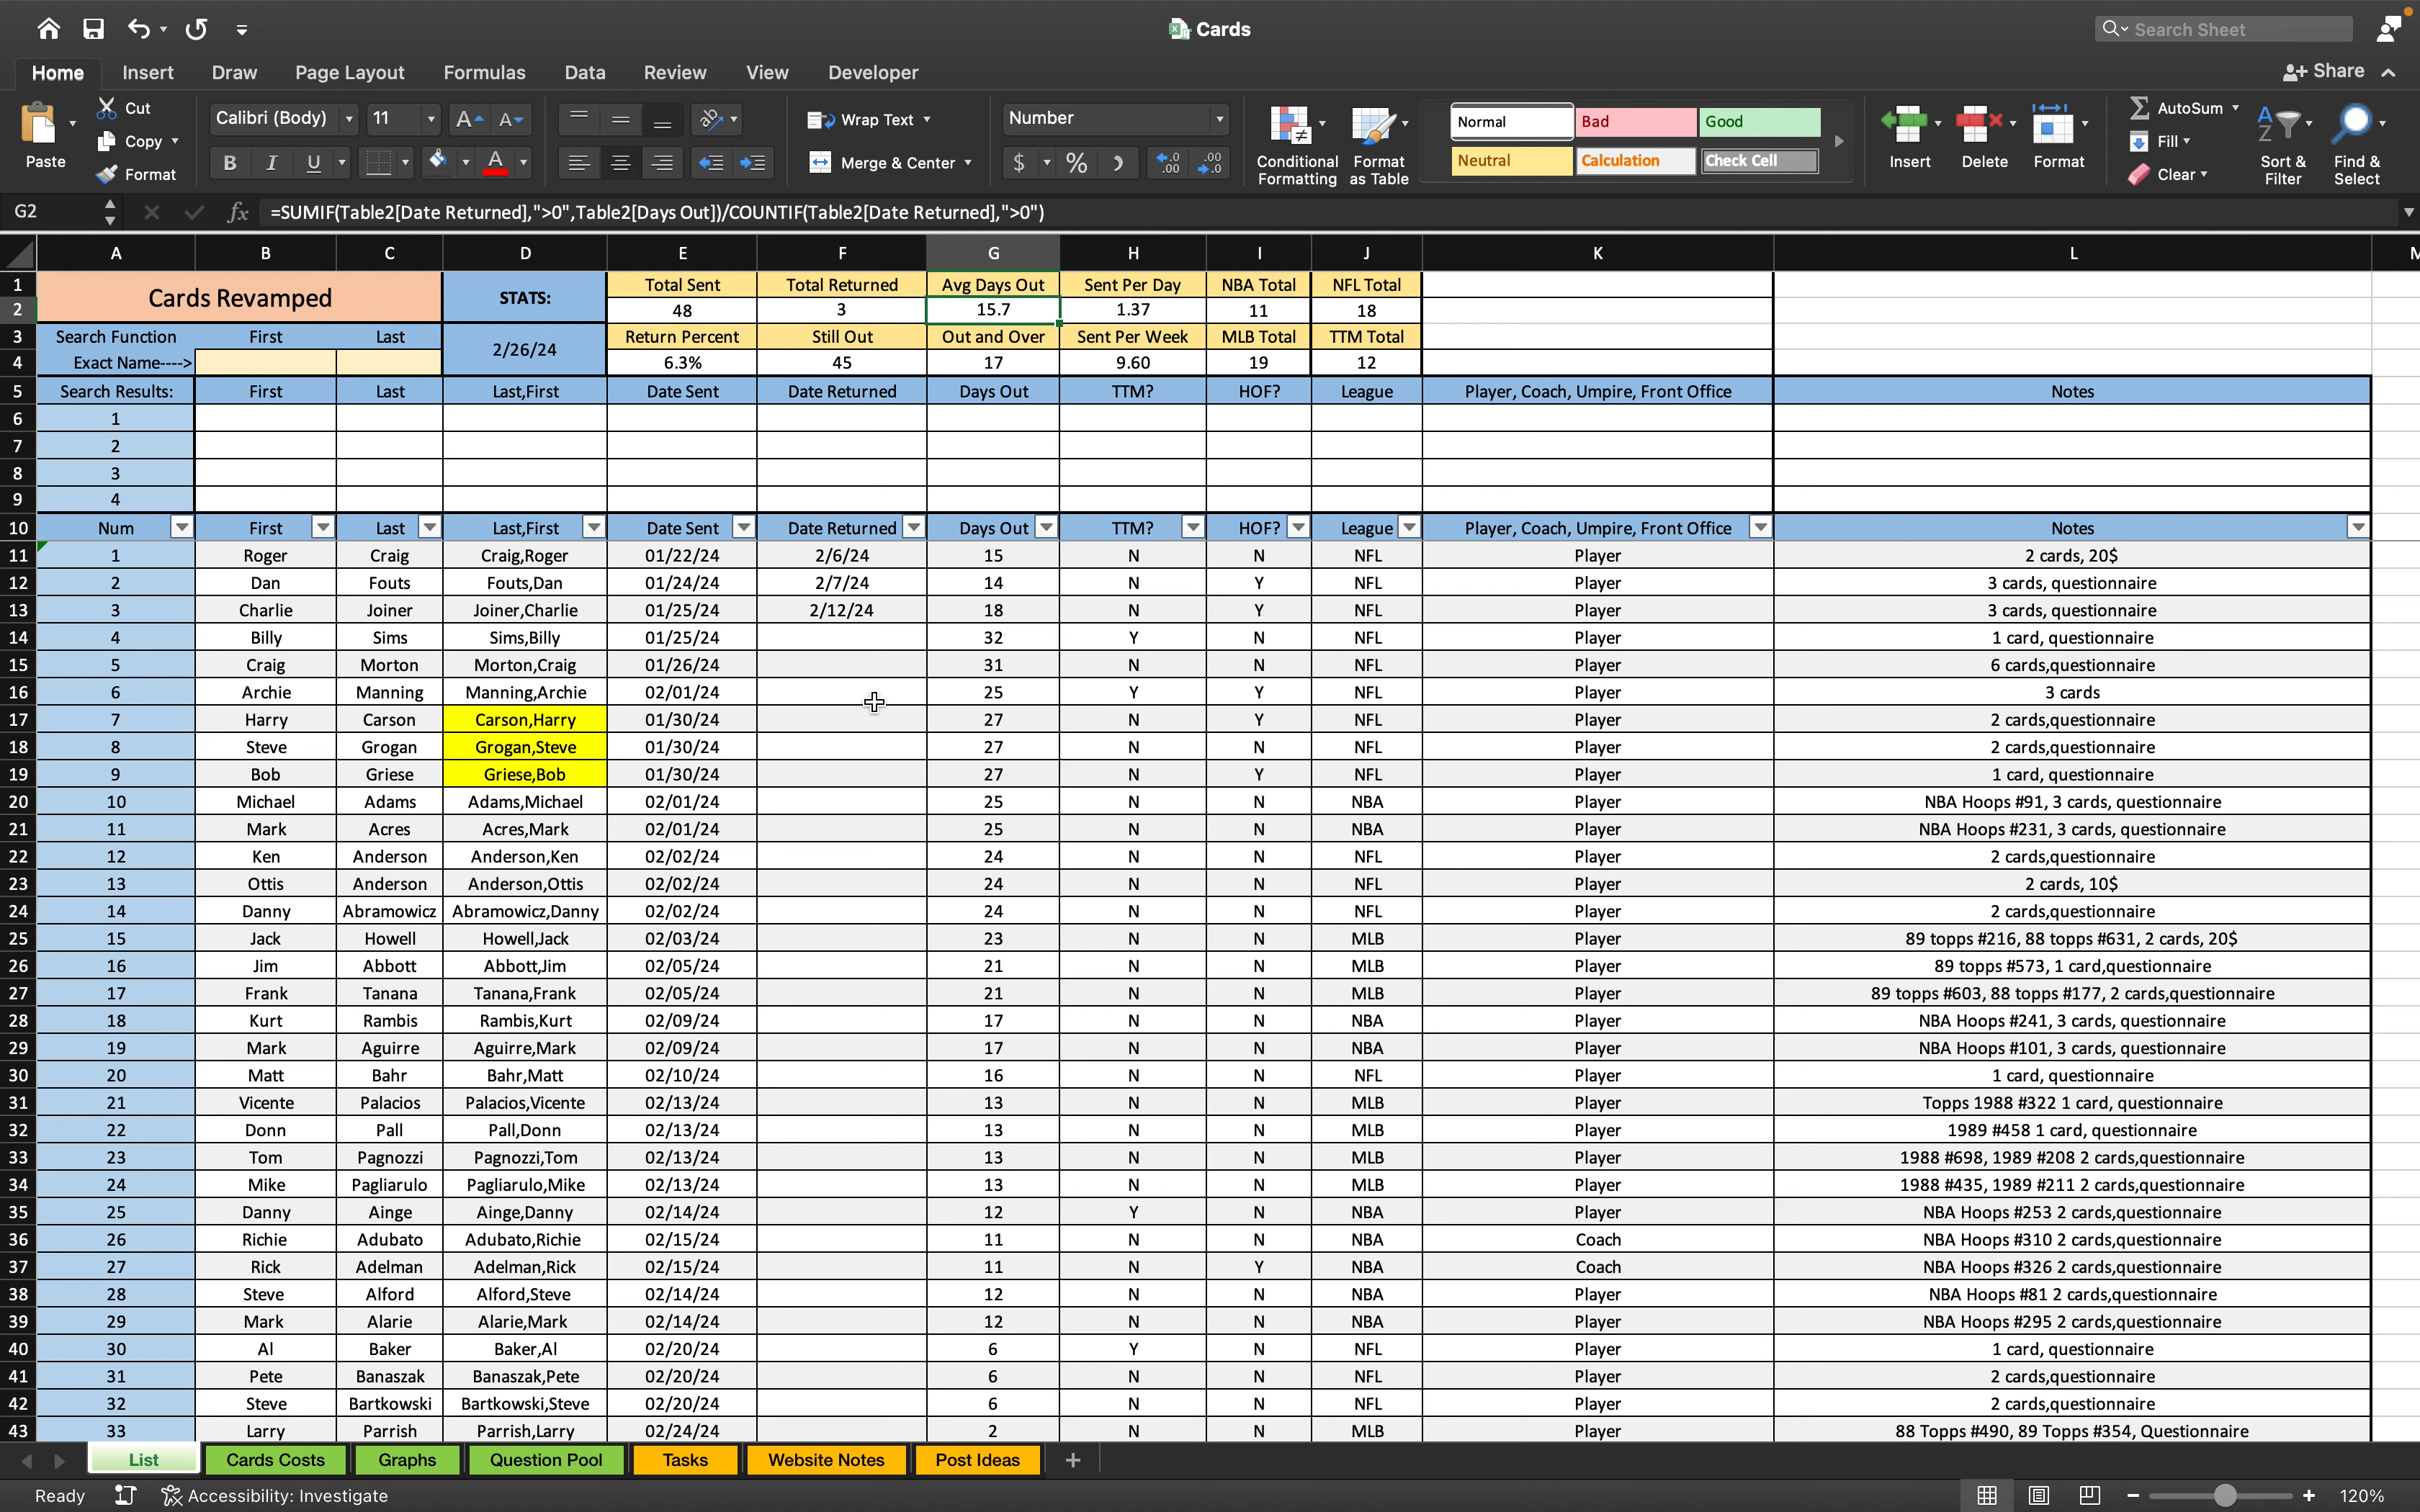 Cards
Search Sheet
Home Insert Draw Page Layout Formulas Data Review View Developer
Share
Paste Cut Copy Format
Calibri (Body) 11
Wrap Text
Merge & Center
Number
Conditional Formatting
Format as Table
Normal Bad Good
Neutral Calculation Check Cell
Insert Delete Format
AutoSum
Fill
Clear
Sort & Filter
Find & Select
G2 fx =SUMIF(Table2[Date Returned],">0",Table2[Days Out])/COUNTIF(Table2[Date Returned],">0")
A B C D E F G H I J K L M
1 Cards Revamped STATS: Total Sent Total Returned Avg Days Out Sent Per Day NBA Total NFL Total
2 48 3 15.7 1.37 11 18
3 Search Function First Last 2/26/24 Return Percent Still Out Out and Over Sent Per Week MLB Total TTM Total
4 Exact Name----> 6.3% 45 17 9.60 19 12
5 Search Results: First Last Last,First Date Sent Date Returned Days Out TTM? HOF? League Player, Coach, Umpire, Front Office Notes
6 1
7 2
8 3
9 4
10 Num First Last Last,First Date Sent Date Returned Days Out TTM? HOF? League Player, Coach, Umpire, Front Office Notes
11 1 Roger Craig Craig,Roger 01/22/24 2/6/24 15 N N NFL Player 2 cards, 20$
12 2 Dan Fouts Fouts,Dan 01/24/24 2/7/24 14 N Y NFL Player 3 cards, questionnaire
13 3 Charlie Joiner Joiner,Charlie 01/25/24 2/12/24 18 N Y NFL Player 3 cards, questionnaire
14 4 Billy Sims Sims,Billy 01/25/24 32 Y N NFL Player 1 card, questionnaire
15 5 Craig Morton Morton,Craig 01/26/24 31 N N NFL Player 6 cards,questionnaire
16 6 Archie Manning Manning,Archie 02/01/24 25 Y Y NFL Player 3 cards
17 7 Harry Carson Carson,Harry 01/30/24 27 N Y NFL Player 2 cards,questionnaire
18 8 Steve Grogan Grogan,Steve 01/30/24 27 N N NFL Player 2 cards,questionnaire
19 9 Bob Griese Griese,Bob 01/30/24 27 N Y NFL Player 1 card, questionnaire
20 10 Michael Adams Adams,Michael 02/01/24 25 N N NBA Player NBA Hoops #91, 3 cards, questionnaire
21 11 Mark Acres Acres,Mark 02/01/24 25 N N NBA Player NBA Hoops #231, 3 cards, questionnaire
22 12 Ken Anderson Anderson,Ken 02/02/24 24 N N NFL Player 2 cards,questionnaire
23 13 Ottis Anderson Anderson,Ottis 02/02/24 24 N N NFL Player 2 cards, 10$
24 14 Danny Abramowicz Abramowicz,Danny 02/02/24 24 N N NFL Player 2 cards,questionnaire
25 15 Jack Howell Howell,Jack 02/03/24 23 N N MLB Player 89 topps #216, 88 topps #631, 2 cards, 20$
26 16 Jim Abbott Abbott,Jim 02/05/24 21 N N MLB Player 89 topps #573, 1 card,questionnaire
27 17 Frank Tanana Tanana,Frank 02/05/24 21 N N MLB Player 89 topps #603, 88 topps #177, 2 cards,questionnaire
28 18 Kurt Rambis Rambis,Kurt 02/09/24 17 N N NBA Player NBA Hoops #241, 3 cards, questionnaire
29 19 Mark Aguirre Aguirre,Mark 02/09/24 17 N N NBA Player NBA Hoops #101, 3 cards, questionnaire
30 20 Matt Bahr Bahr,Matt 02/10/24 16 N N NFL Player 1 card, questionnaire
31 21 Vicente Palacios Palacios,Vicente 02/13/24 13 N N MLB Player Topps 1988 #322 1 card, questionnaire
32 22 Donn Pall Pall,Donn 02/13/24 13 N N MLB Player 1989 #458 1 card, questionnaire
33 23 Tom Pagnozzi Pagnozzi,Tom 02/13/24 13 N N MLB Player 1988 #698, 1989 #208 2 cards,questionnaire
34 24 Mike Pagliarulo Pagliarulo,Mike 02/13/24 13 N N MLB Player 1988 #435, 1989 #211 2 cards,questionnaire
35 25 Danny Ainge Ainge,Danny 02/14/24 12 Y N NBA Player NBA Hoops #253 2 cards,questionnaire
36 26 Richie Adubato Adubato,Richie 02/15/24 11 N N NBA Coach NBA Hoops #310 2 cards,questionnaire
37 27 Rick Adelman Adelman,Rick 02/15/24 11 N Y NBA Coach NBA Hoops #326 2 cards,questionnaire
38 28 Steve Alford Alford,Steve 02/14/24 12 N N NBA Player NBA Hoops #81 2 cards,questionnaire
39 29 Mark Alarie Alarie,Mark 02/14/24 12 N N NBA Player NBA Hoops #295 2 cards,questionnaire
40 30 Al Baker Baker,Al 02/20/24 6 Y N NFL Player 1 card, questionnaire
41 31 Pete Banaszak Banaszak,Pete 02/20/24 6 N N NFL Player 2 cards,questionnaire
42 32 Steve Bartkowski Bartkowski,Steve 02/20/24 6 N N NFL Player 2 cards,questionnaire
43 33 Larry Parrish Parrish,Larry 02/24/24 2 N N MLB Player 88 Topps #490, 89 Topps #354, Questionnaire
List Cards Costs Graphs Question Pool Tasks Website Notes Post Ideas +
Ready Accessibility: Investigate 120%